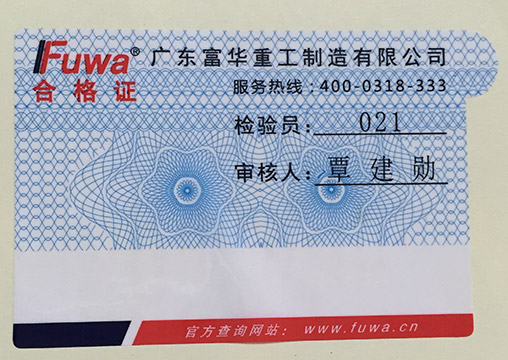 Fuwa® 广东富华重工制造有限公司
合格证 服务热线:400-0318-333
检验员: 021
审核人: 覃建勋
官方查询网站: www.fuwa.cn